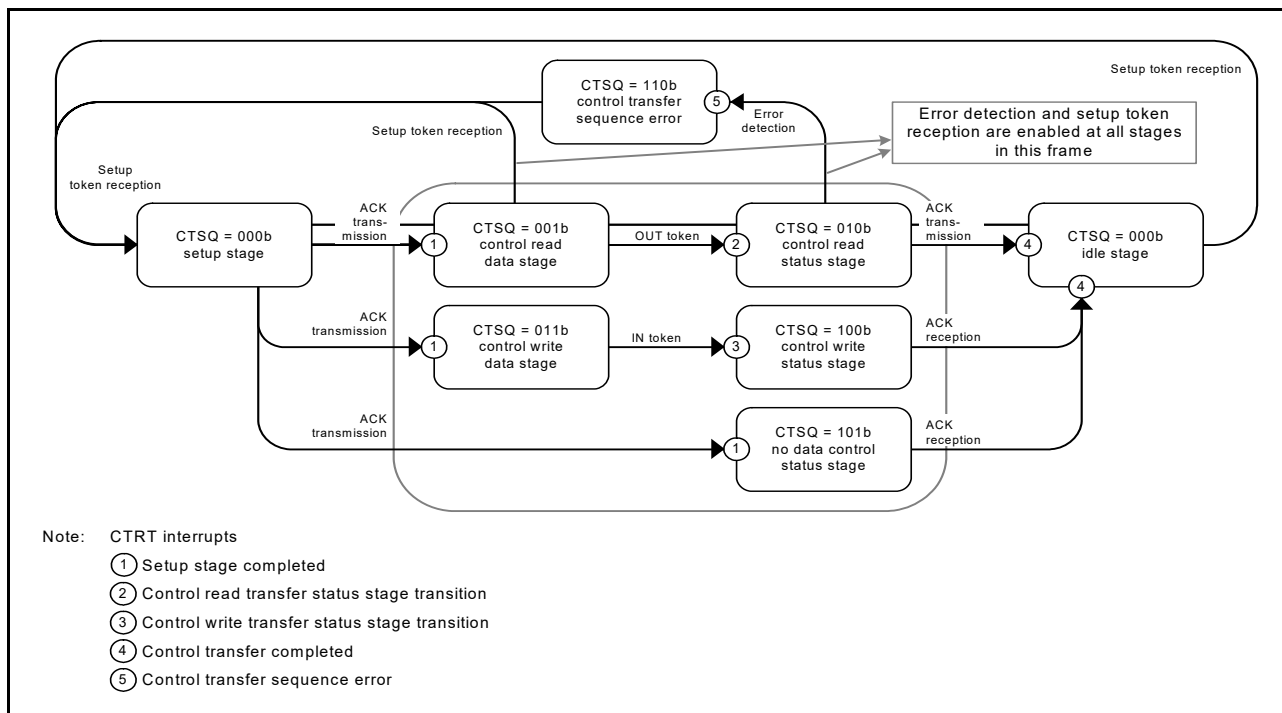 Setup token reception
CTSQ = 110b
control transfer
sequence error
5
Error
detection
Setup token reception
Error detection and setup token
reception are enabled at all stages
in this frame
Setup
token reception
CTSQ = 000b
setup stage
ACK
trans-
mission
1
CTSQ = 001b
control read
data stage
OUT token
2
CTSQ = 010b
control read
status stage
ACK
trans-
mission
4
CTSQ = 000b
idle stage
4
ACK
transmission
1
CTSQ = 011b
control write
data stage
IN token
3
CTSQ = 100b
control write
status stage
ACK
reception
ACK
transmission
1
CTSQ = 101b
no data control
status stage
ACK
reception
Note: CTRT interrupts
1 Setup stage completed
2 Control read transfer status stage transition
3 Control write transfer status stage transition
4 Control transfer completed
5 Control transfer sequence error